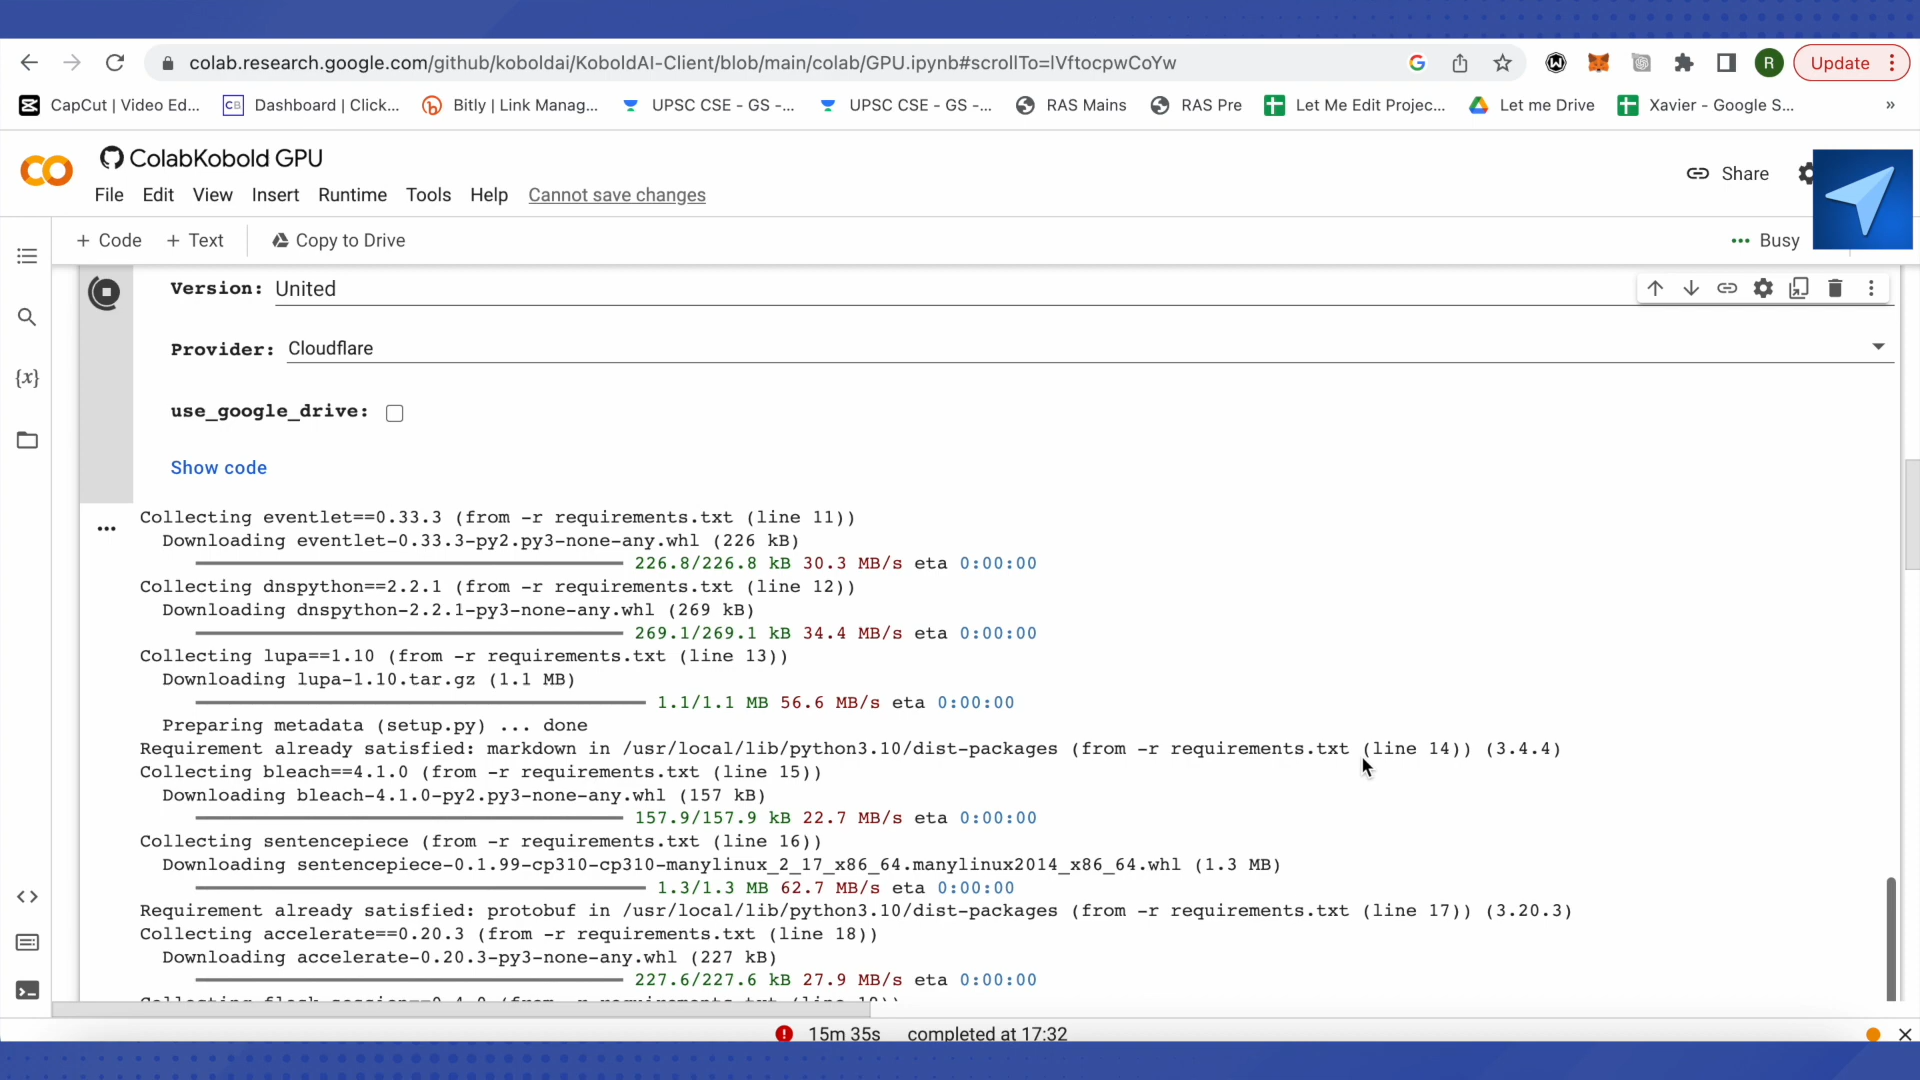 colab.research.google.com/github/koboldai/KoboldAI-Client/blob/main/colab/GPU.ipynb#scrollTo=lVftocpwCoYw
R
Update
CapCut | Video Ed...
CB Dashboard | Click...
Bitly | Link Manag...
UPSC CSE - GS -...
UPSC CSE - GS -...
RAS Mains
RAS Pre
Let Me Edit Projec...
Let me Drive
Xavier - Google S...
»
ColabKobold GPU
File Edit View Insert Runtime Tools Help Cannot save changes
Share
+ Code + Text Copy to Drive
Busy
Version: United
Provider: Cloudflare
use_google_drive:
Show code
Collecting eventlet==0.33.3 (from -r requirements.txt (line 11))
Downloading eventlet-0.33.3-py2.py3-none-any.whl (226 kB)
226.8/226.8 kB 30.3 MB/s eta 0:00:00
Collecting dnspython==2.2.1 (from -r requirements.txt (line 12))
Downloading dnspython-2.2.1-py3-none-any.whl (269 kB)
269.1/269.1 kB 34.4 MB/s eta 0:00:00
Collecting lupa==1.10 (from -r requirements.txt (line 13))
Downloading lupa-1.10.tar.gz (1.1 MB)
1.1/1.1 MB 56.6 MB/s eta 0:00:00
Preparing metadata (setup.py) ... done
Requirement already satisfied: markdown in /usr/local/lib/python3.10/dist-packages (from -r requirements.txt (line 14)) (3.4.4)
Collecting bleach==4.1.0 (from -r requirements.txt (line 15))
Downloading bleach-4.1.0-py2.py3-none-any.whl (157 kB)
157.9/157.9 kB 22.7 MB/s eta 0:00:00
Collecting sentencepiece (from -r requirements.txt (line 16))
Downloading sentencepiece-0.1.99-cp310-cp310-manylinux_2_17_x86_64.manylinux2014_x86_64.whl (1.3 MB)
1.3/1.3 MB 62.7 MB/s eta 0:00:00
Requirement already satisfied: protobuf in /usr/local/lib/python3.10/dist-packages (from -r requirements.txt (line 17)) (3.20.3)
Collecting accelerate==0.20.3 (from -r requirements.txt (line 18))
Downloading accelerate-0.20.3-py3-none-any.whl (227 kB)
227.6/227.6 kB 27.9 MB/s eta 0:00:00
15m 35s completed at 17:32